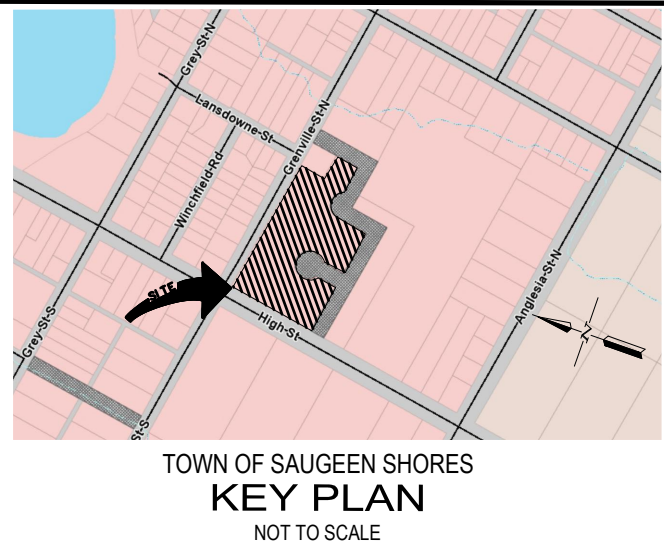 Grey-St-N
Lansdowne-St
Grenville-St-N
Winchfield-Rd
SITE
High-St
Anglesia-St-N
Z
Grey-St-S
St-S
TOWN OF SAUGEEN SHORES
KEY PLAN
NOT TO SCALE